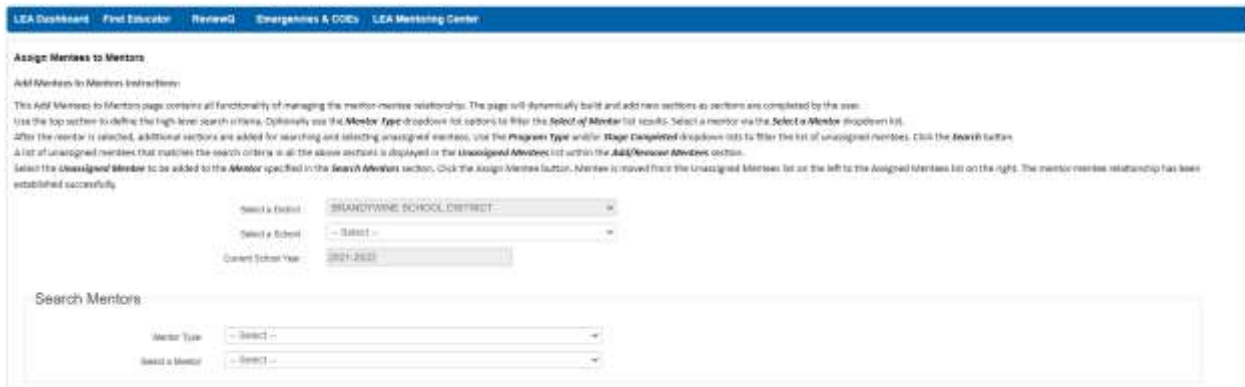 LEA Dashboard Find Educator ReviewQ Emergencies & COEs LEA Mentoring Center
Assign Mentees to Mentors
Add Mentees to Mentors Instructions:
This Add Mentees to Mentors page contains all functionality of managing the mentor-mentee relationship. The page will dynamically build and add new sections as sections are completed by the user.
Use the top section to define the high-level search criteria. Optionally use the Mentor Type dropdown list options to filter the Select of Mentor list results. Select a mentor via the Select a Mentor dropdown list.
After the mentor is selected, additional sections are added for searching and selecting unassigned mentees. Use the Program Type and/or Stage Completed dropdown lists to filter the list of unassigned mentees. Click the Search button.
A list of unassigned mentees that matches the search criteria in all the above sections is displayed in the Unassigned Mentees list within the Add/Remove Mentees section.
Select the Unassigned Mentee to be added to the Mentor specified in the Search Mentors section. Click the Assign Mentee button. Mentee is moved from the Unassigned Mentees list on the left to the Assigned Mentees list on the right. The mentor-mentee relationship has been
established successfully.
Select a District BRANDYWINE SCHOOL DISTRICT
Select a School -- Select --
Current School Year 2021-2022
Search Mentors
Mentor Type -- Select --
Select a Mentor -- Select --